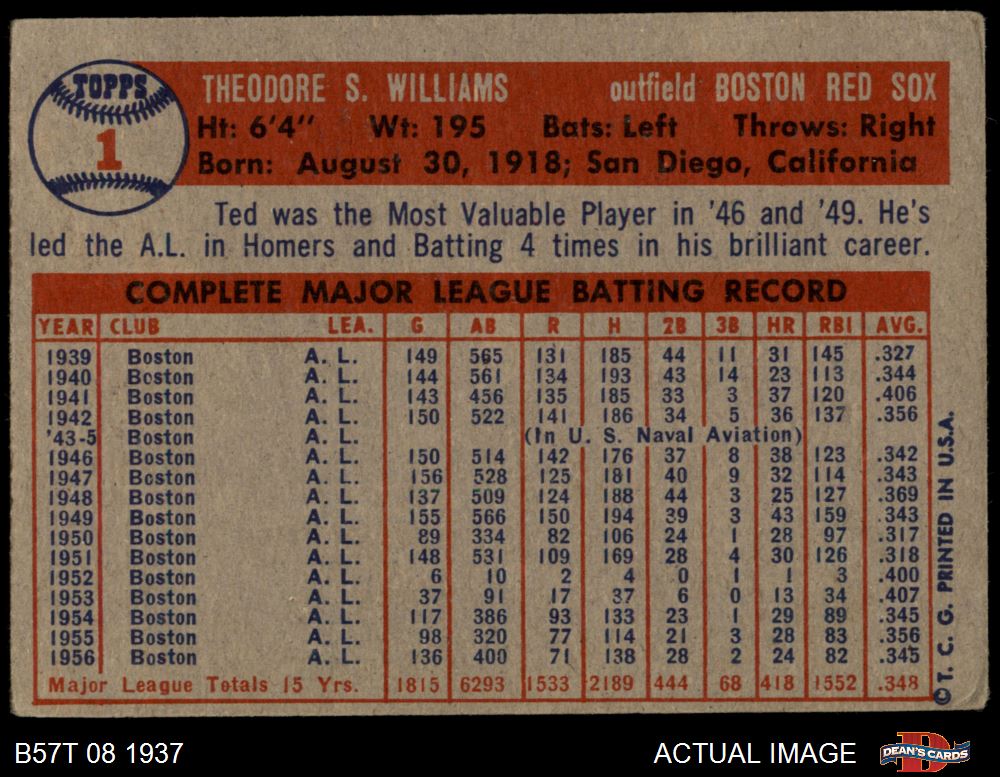 TOPPS
1
THEODORE S. WILLIAMS outfield BOSTON RED SOX
Ht: 6'4" Wt: 195 Bats: Left Throws: Right
Born: August 30, 1918; San Diego, California
Ted was the Most Valuable Player in '46 and '49. He's
led the A.L. in Homers and Batting 4 times in his brilliant career.
COMPLETE MAJOR LEAGUE BATTING RECORD
YEAR CLUB LEA. G AB R H 2B 3B HR RBI AVG.
1939 Boston A. L. 149 565 131 185 44 11 31 145 .327
1940 Boston A. L. 144 561 134 193 43 14 23 113 .344
1941 Boston A. L. 143 456 135 185 33 3 37 120 .406
1942 Boston A. L. 150 522 141 186 34 5 36 137 .356
'43-5 Boston A. L. (In U. S. Naval Aviation)
1946 Boston A. L. 150 514 142 176 37 8 38 123 .342
1947 Boston A. L. 156 528 125 181 40 9 32 114 .343
1948 Boston A. L. 137 509 124 188 44 3 25 127 .369
1949 Boston A. L. 155 566 150 194 39 3 43 159 .343
1950 Boston A. L. 89 334 82 106 24 1 28 97 .317
1951 Boston A. L. 148 531 109 169 28 4 30 126 .318
1952 Boston A. L. 6 10 2 4 0 1 1 3 .400
1953 Boston A. L. 37 91 17 37 6 0 13 34 .407
1954 Boston A. L. 117 386 93 133 23 1 29 89 .345
1955 Boston A. L. 98 320 77 114 21 3 28 83 .356
1956 Boston A. L. 136 400 71 138 28 2 24 82 .345
Major League Totals 15 Yrs. 1815 6293 1533 2189 444 68 418 1552 .348
© T. C. G. PRINTED IN U.S.A.
B57T 08 1937 ACTUAL IMAGE DEAN'S CARDS